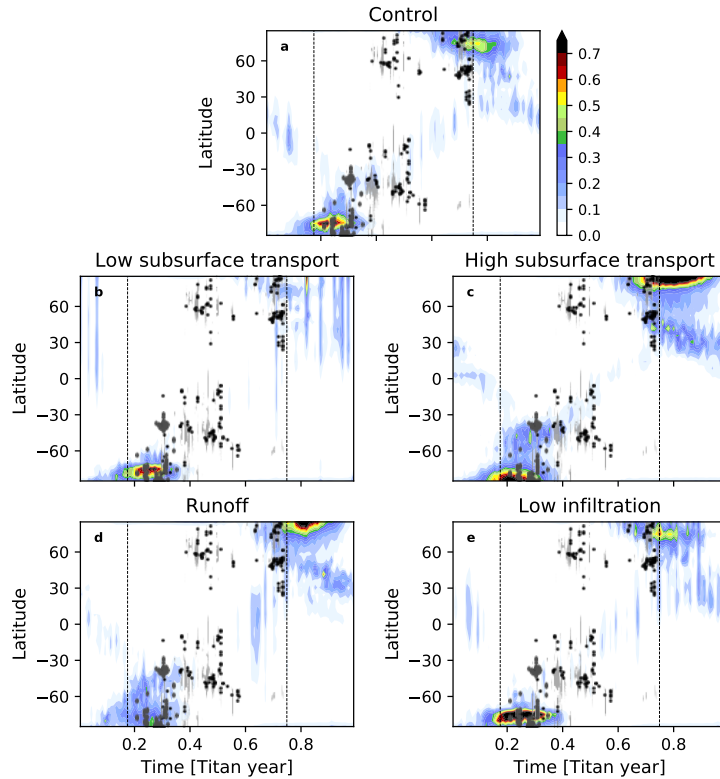 Control
a
Latitude
60
30
0
−30
−60
0.7
0.6
0.5
0.4
0.3
0.2
0.1
0.0
Low subsurface transport
b
Latitude
60
30
0
−30
−60
High subsurface transport
c
Latitude
60
30
0
−30
−60
Runoff
d
Latitude
60
30
0
−30
−60
0.2 0.4 0.6 0.8
Time [Titan year]
Low infiltration
e
Latitude
60
30
0
−30
−60
0.2 0.4 0.6 0.8
Time [Titan year]